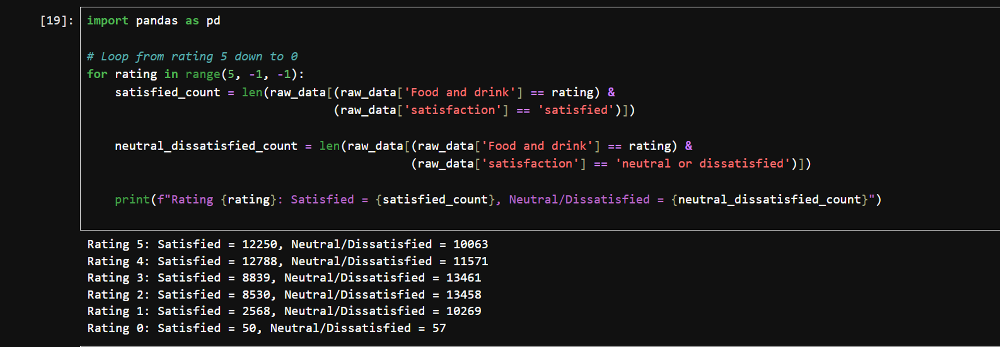 [19]: import pandas as pd
# Loop from rating 5 down to 0
for rating in range(5, -1, -1):
    satisfied_count = len(raw_data[(raw_data['Food and drink'] == rating) &
                                   (raw_data['satisfaction'] == 'satisfied')])
    neutral_dissatisfied_count = len(raw_data[(raw_data['Food and drink'] == rating) &
                                              (raw_data['satisfaction'] == 'neutral or dissatisfied')])
    print(f"Rating {rating}: Satisfied = {satisfied_count}, Neutral/Dissatisfied = {neutral_dissatisfied_count}")
Rating 5: Satisfied = 12250, Neutral/Dissatisfied = 10063
Rating 4: Satisfied = 12788, Neutral/Dissatisfied = 11571
Rating 3: Satisfied = 8839, Neutral/Dissatisfied = 13461
Rating 2: Satisfied = 8530, Neutral/Dissatisfied = 13458
Rating 1: Satisfied = 2568, Neutral/Dissatisfied = 10269
Rating 0: Satisfied = 50, Neutral/Dissatisfied = 57